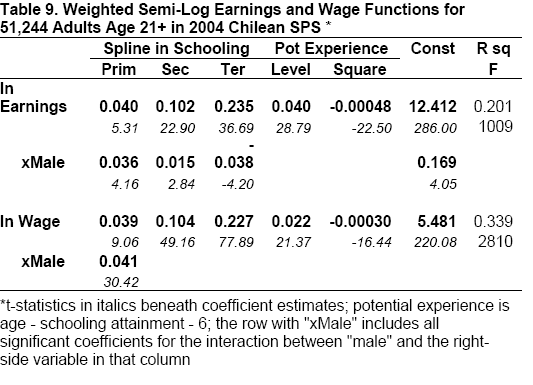 Table 9. Weighted Semi-Log Earnings and Wage Functions for
51,244 Adults Age 21+ in 2004 Chilean SPS *
Spline in Schooling Pot Experience Const R sq
Prim Sec Ter Level Square F
ln
Earnings 0.040 0.102 0.235 0.040 -0.00048 12.412 0.201
5.31 22.90 36.69 28.79 -22.50 286.00 1009
-
xMale 0.036 0.015 0.038 0.169
4.16 2.84 -4.20 4.05
ln Wage 0.039 0.104 0.227 0.022 -0.00030 5.481 0.339
9.06 49.16 77.89 21.37 -16.44 220.08 2810
xMale 0.041
30.42
*t-statistics in italics beneath coefficient estimates; potential experience is
age - schooling attainment - 6; the row with "xMale" includes all
significant coefficients for the interaction between "male" and the right-
side variable in that column